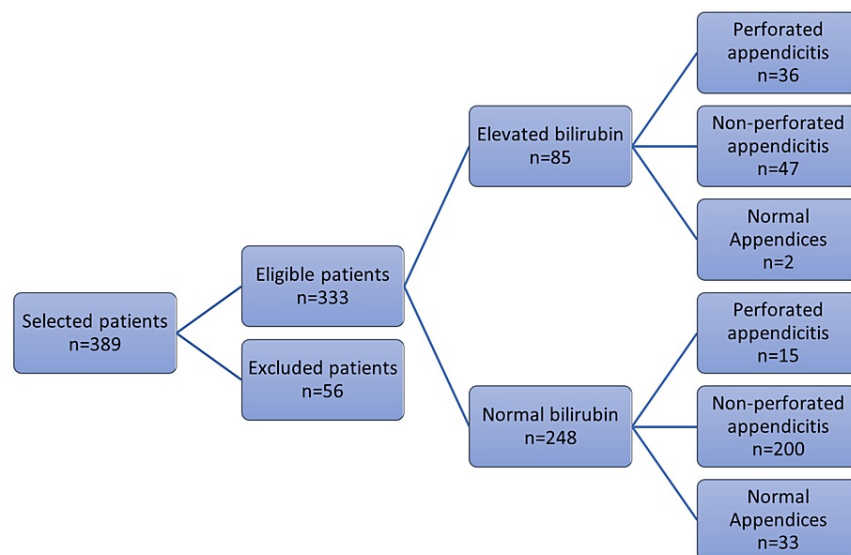 Selected patients
n=389
Eligible patients
n=333
Excluded patients
n=56
Elevated bilirubin
n=85
Normal bilirubin
n=248
Perforated
appendicitis
n=36
Non-perforated
appendicitis
n=47
Normal
Appendices
n=2
Perforated
appendicitis
n=15
Non-perforated
appendicitis
n=200
Normal
Appendices
n=33